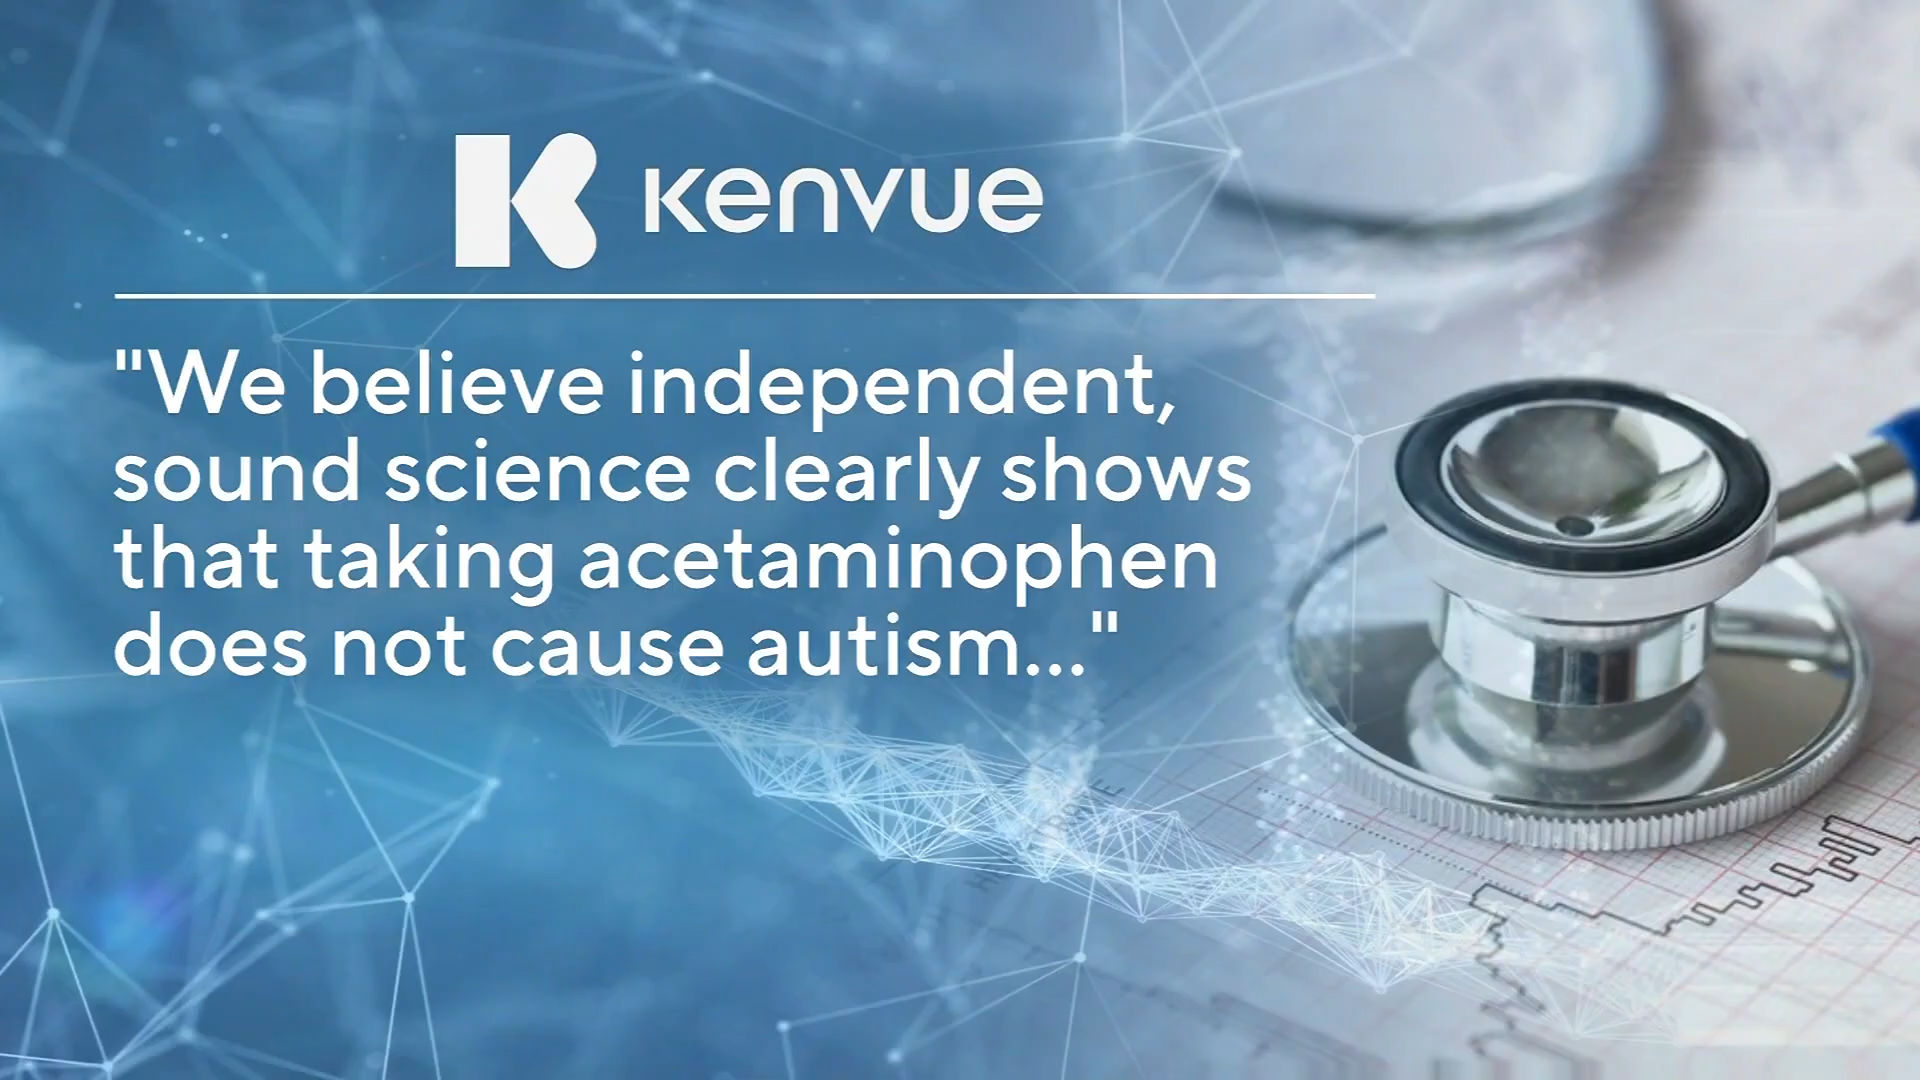 Kenvue
"We believe independent,
sound science clearly shows
that taking acetaminophen
does not cause autism..."